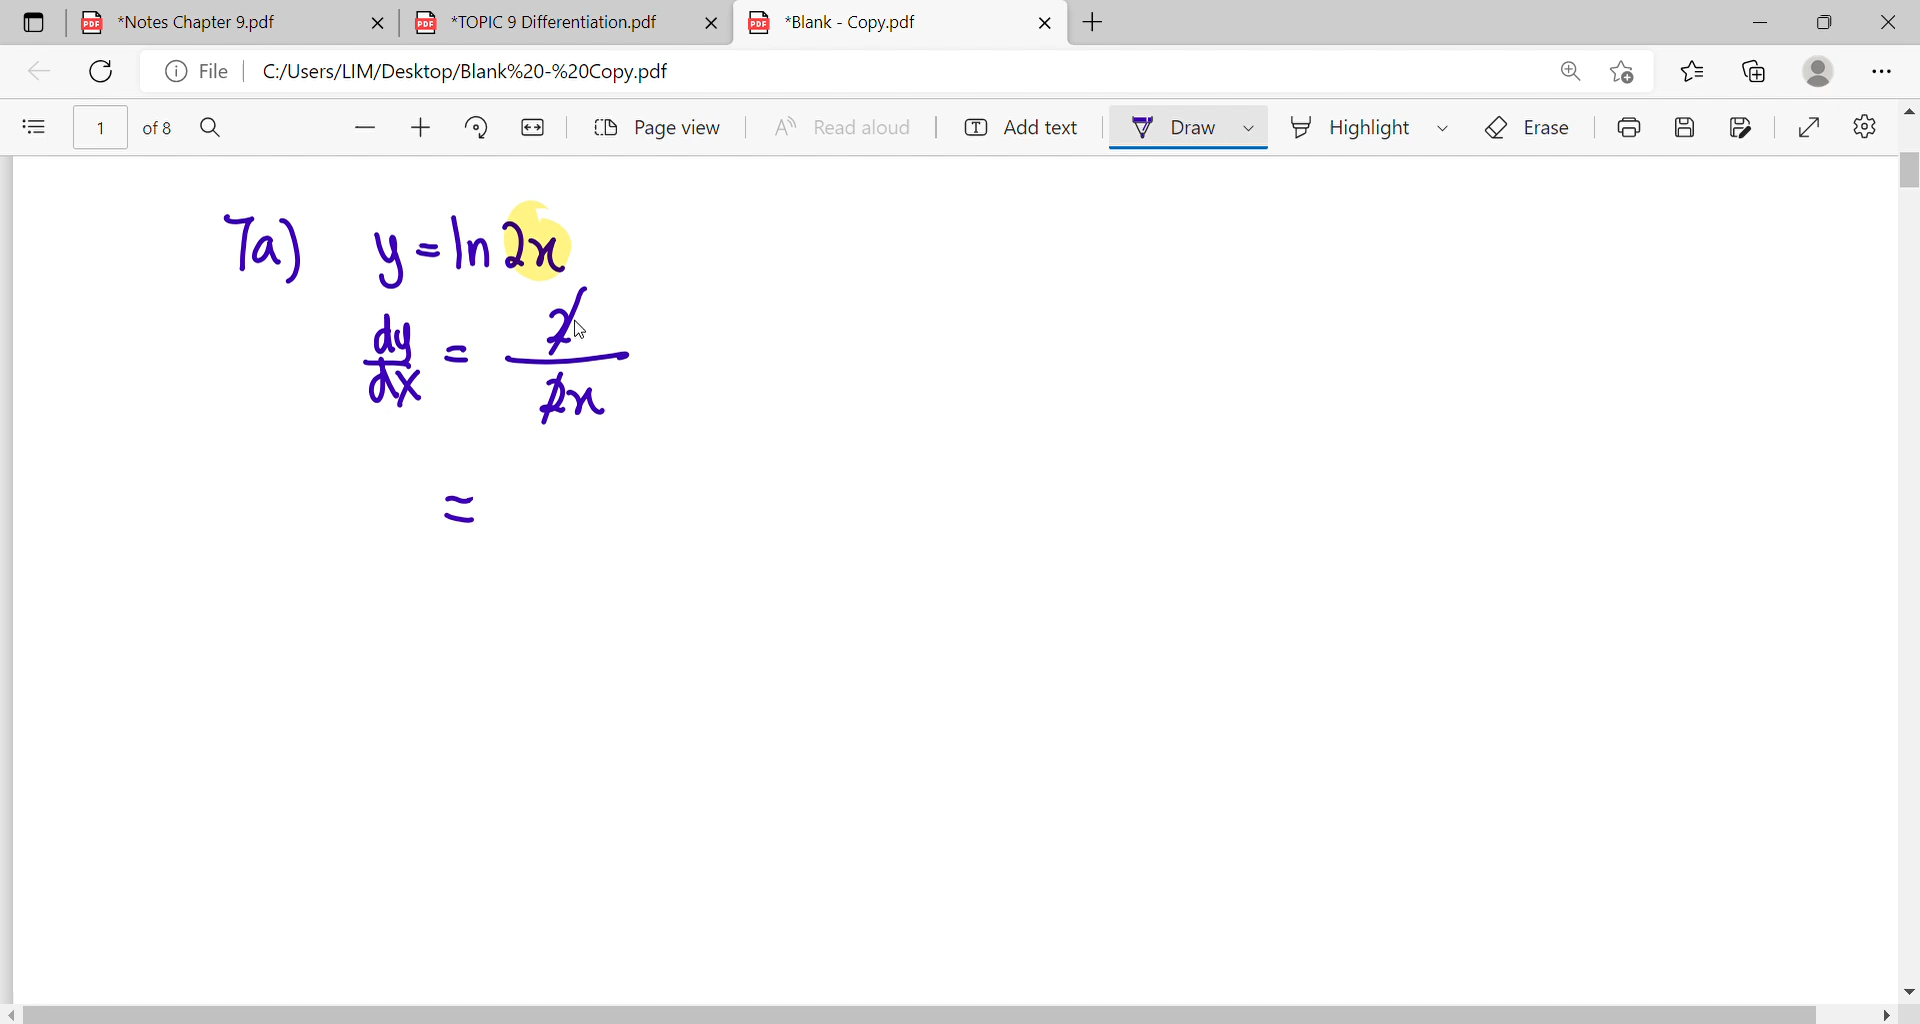 *Notes Chapter 9.pdf *TOPIC 9 Differentiation.pdf *Blank - Copy.pdf
File C:/Users/LIM/Desktop/Blank%20-%20Copy.pdf
1 of 8 Page view Read aloud Add text Draw Highlight Erase
7a) y = ln 2x
dy/dx = 2/2x
=